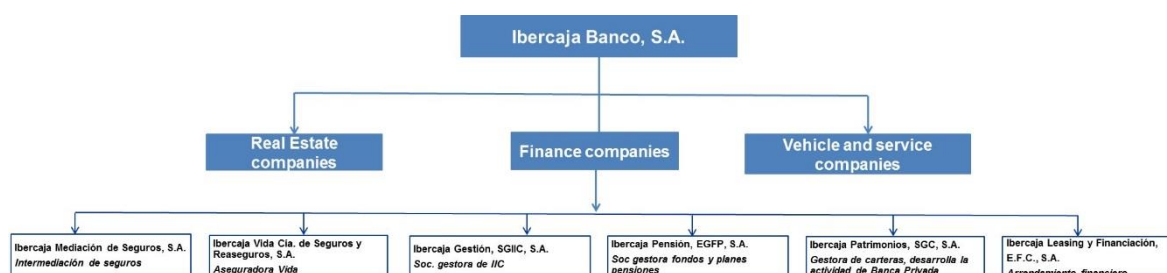 Ibercaja Banco, S.A.
Real Estate
companies
Finance companies
Vehicle and service
companies
Ibercaja Mediación de Seguros, S.A.
Intermediación de seguros
Ibercaja Vida Cía. de Seguros y
Reaseguros, S.A.
Aseguradora Vida
Ibercaja Gestión, SGIIC, S.A.
Soc. gestora de IIC
Ibercaja Pensión, EGFP, S.A.
Soc gestora fondos y planes
pensiones
Ibercaja Patrimonios, SGC, S.A.
Gestora de carteras, desarrolla la
actividad de Banca Privada
Ibercaja Leasing y Financiación,
E.F.C., S.A.
Arrendamiento financiero